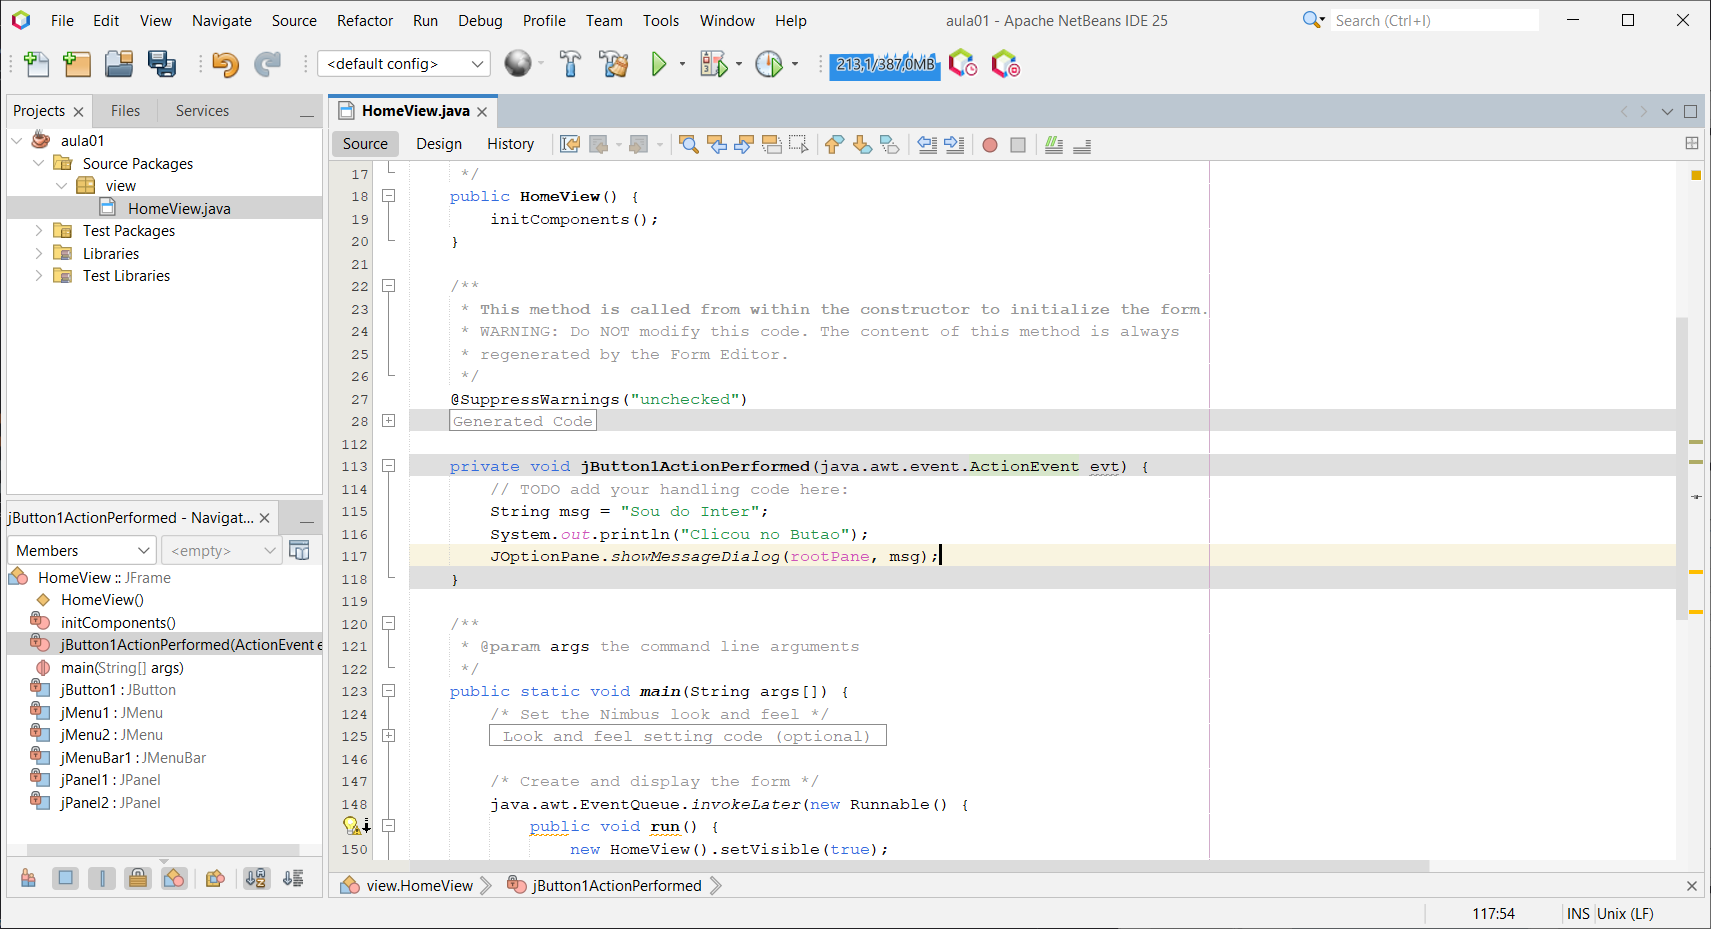 File Edit View Navigate Source Refactor Run Debug Profile Team Tools Window Help
aula01 - Apache NetBeans IDE 25
Search (Ctrl+I)
<default config>
213,1/387,0MB
Projects Files Services
aula01
Source Packages
view
HomeView.java
Test Packages
Libraries
Test Libraries
jButton1ActionPerformed - Navigat...
Members <empty>
HomeView :: JFrame
HomeView()
initComponents()
jButton1ActionPerformed(ActionEvent e
main(String[] args)
jButton1 : JButton
jMenu1 : JMenu
jMenu2 : JMenu
jMenuBar1 : JMenuBar
jPanel1 : JPanel
jPanel2 : JPanel
HomeView.java
Source Design History
17 */
18 public HomeView() {
19 initComponents();
20 }
21
22 /**
23 * This method is called from within the constructor to initialize the form.
24 * WARNING: Do NOT modify this code. The content of this method is always
25 * regenerated by the Form Editor.
26 */
27 @SuppressWarnings("unchecked")
28 Generated Code
112
113 private void jButton1ActionPerformed(java.awt.event.ActionEvent evt) {
114 // TODO add your handling code here:
115 String msg = "Sou do Inter";
116 System.out.println("Clicou no Butao");
117 JOptionPane.showMessageDialog(rootPane, msg);
118 }
119
120 /**
121 * @param args the command line arguments
122 */
123 public static void main(String args[]) {
124 /* Set the Nimbus look and feel */
125 Look and feel setting code (optional)
146
147 /* Create and display the form */
148 java.awt.EventQueue.invokeLater(new Runnable() {
public void run() {
150 new HomeView().setVisible(true);
view.HomeView jButton1ActionPerformed
117:54 INS Unix (LF)